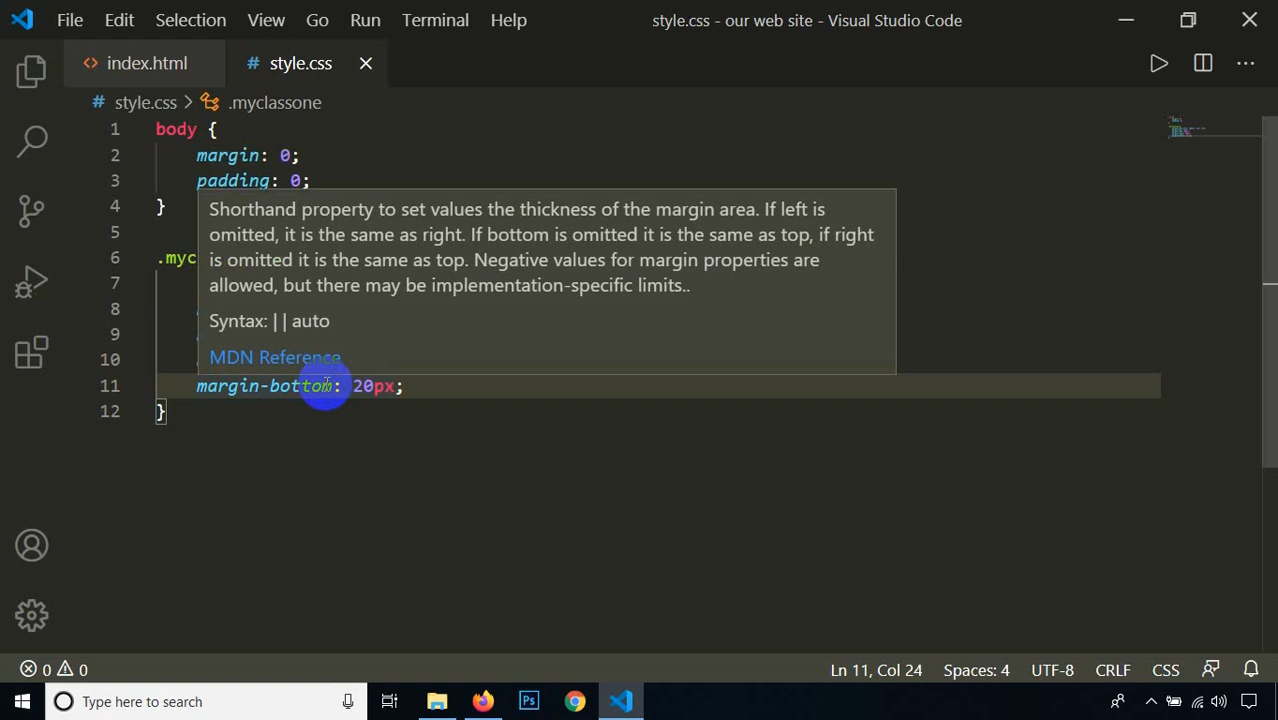 File Edit Selection View Go Run Terminal Help style.css - our web site - Visual Studio Code
index.html style.css
style.css .myclassone
1 body {
2 margin: 0;
3 padding: 0;
4 }
5
6 .myc
7
8
9
10
11 margin-bottom: 20px;
12 }
Shorthand property to set values the thickness of the margin area. If left is
omitted, it is the same as right. If bottom is omitted it is the same as top, if right
is omitted it is the same as top. Negative values for margin properties are
allowed, but there may be implementation-specific limits..
Syntax: | | auto
MDN Reference
0 0 Ln 11, Col 24 Spaces: 4 UTF-8 CRLF CSS
Type here to search Ps